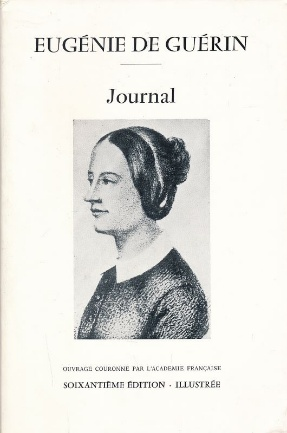 EUGÉNIE DE GUÉRIN
Journal
OUVRAGE COURONNÉ PAR L'ACADÉMIE FRANÇAISE
SOIXANTIÈME ÉDITION · ILLUSTRÉE